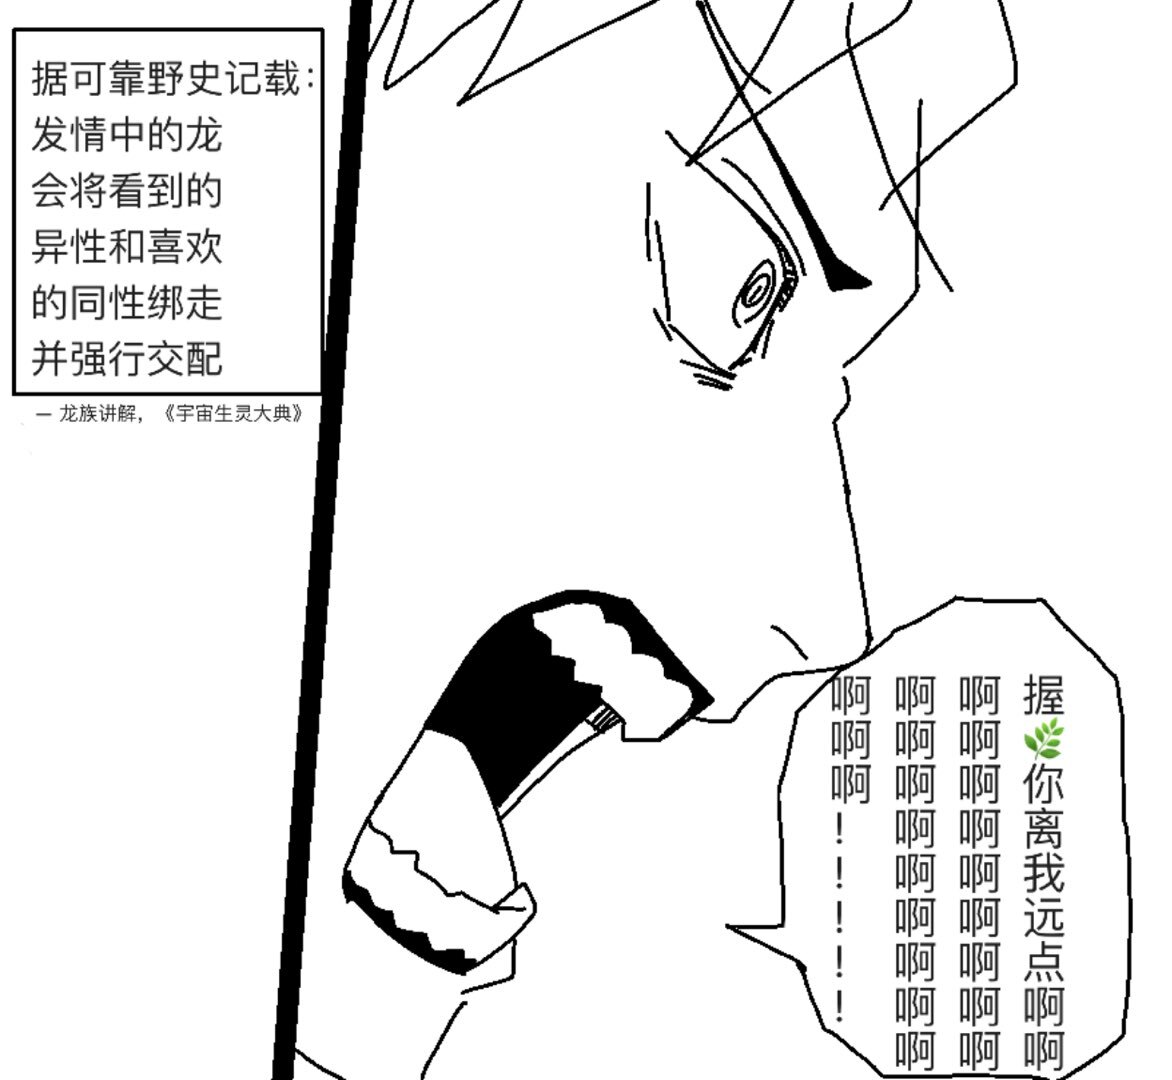 据可靠野史记载：
发情中的龙
会将看到的
异性和喜欢
的同性绑走
并强行交配
— 龙族讲解，《宇宙生灵大典》
握🌿你离我远点啊啊
啊啊啊啊啊啊啊啊啊
啊啊啊啊啊啊啊啊啊
啊啊啊！！！！！